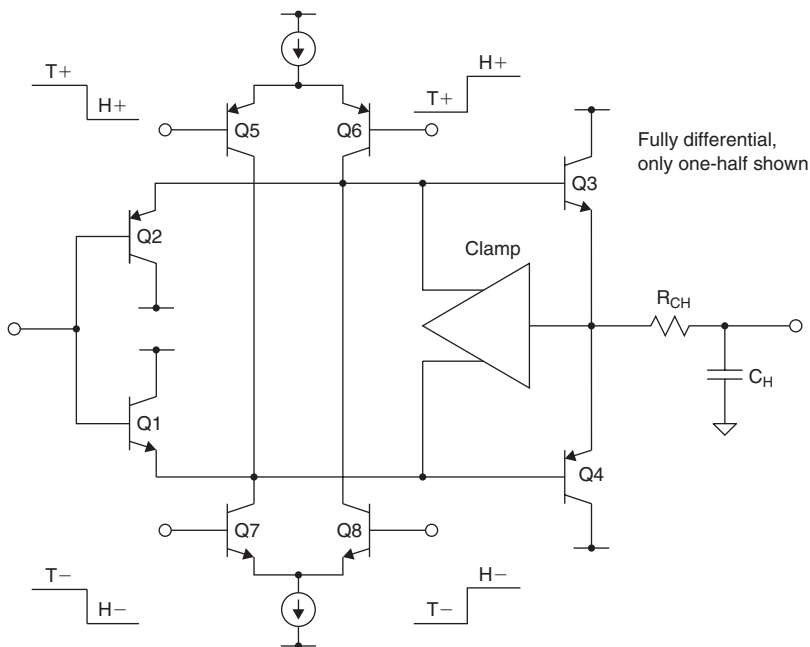 T+
H+
H+
T+
Q5
Q6
Fully differential,
only one-half shown
Q3
Q2
Clamp
R_CH
C_H
Q1
Q4
Q7
Q8
T−
H−
H−
T−